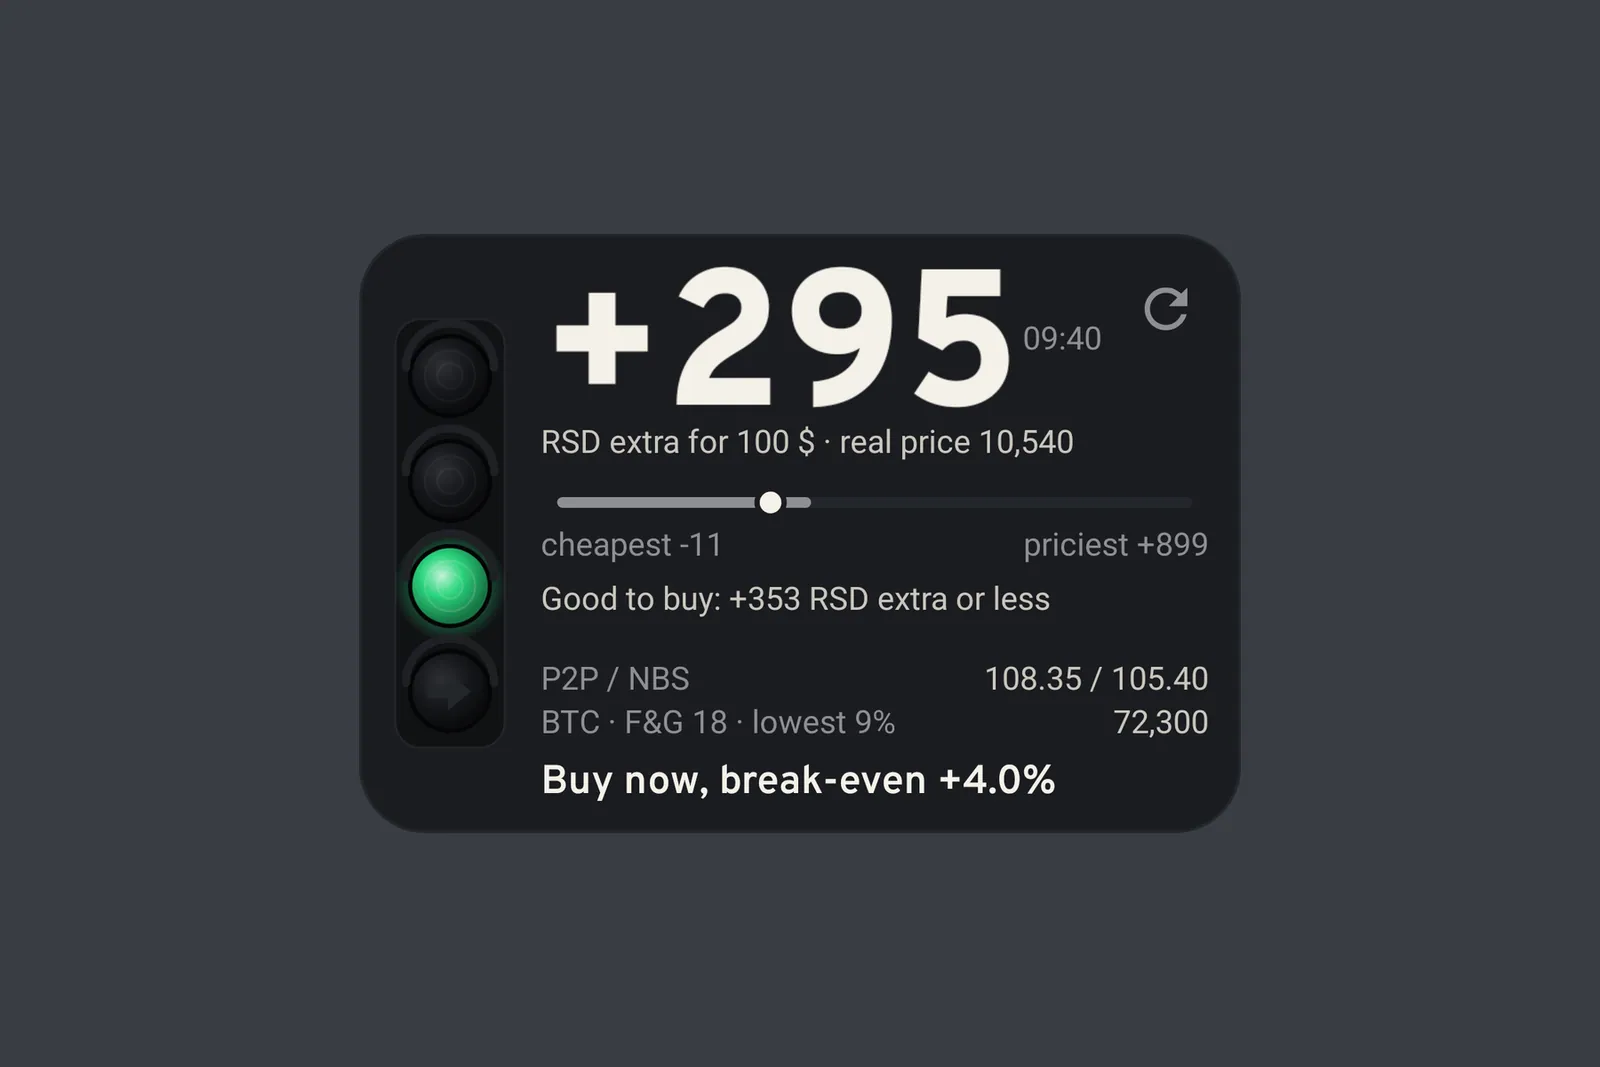 +295 09:40
RSD extra for 100 $ · real price 10,540
cheapest -11 priciest +899
Good to buy: +353 RSD extra or less
P2P / NBS 108.35 / 105.40
BTC · F&G 18 · lowest 9% 72,300
Buy now, break-even +4.0%